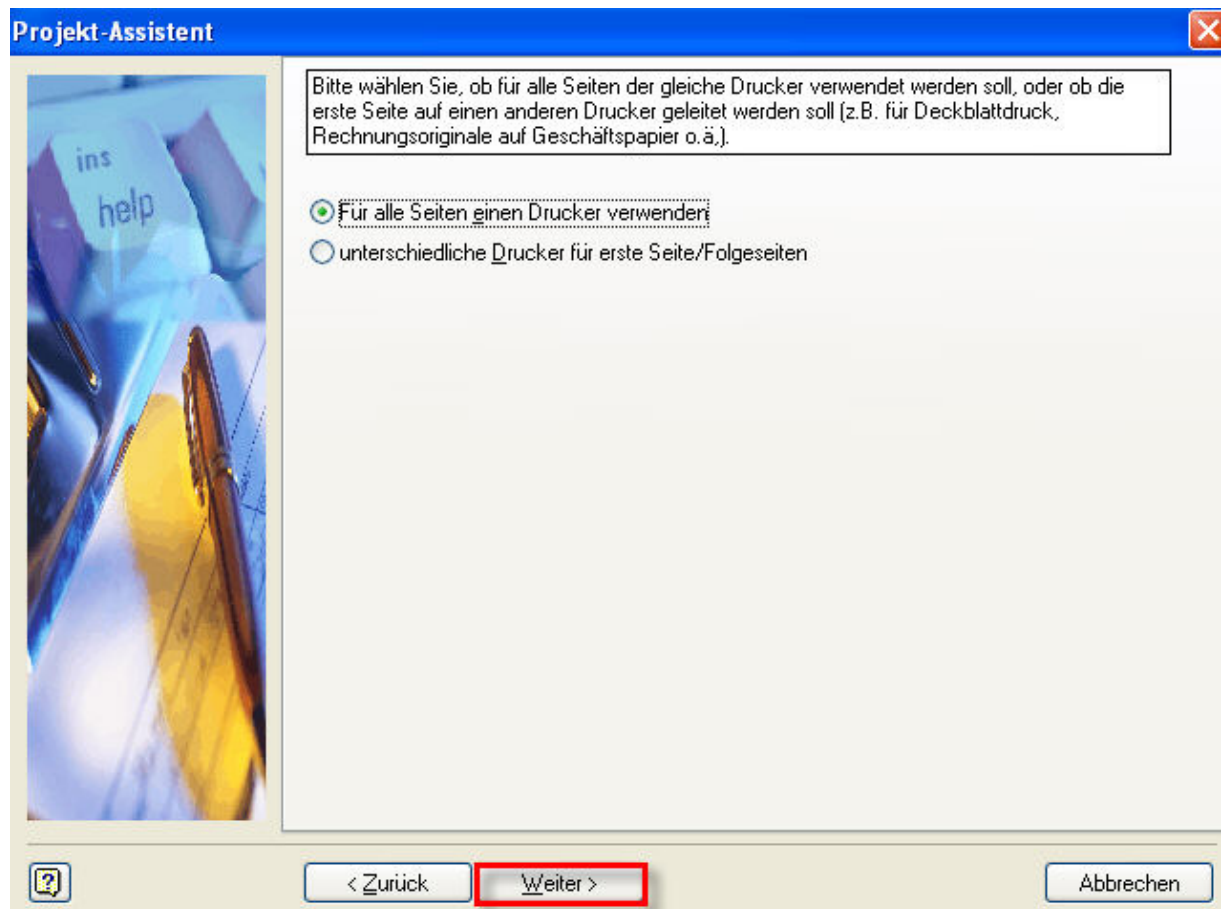 Projekt-Assistent
Bitte wählen Sie, ob für alle Seiten der gleiche Drucker verwendet werden soll, oder ob die
erste Seite auf einen anderen Drucker geleitet werden soll (z.B. für Deckblattdruck,
Rechnungsoriginale auf Geschäftspapier o.ä,).
ins
help
Für alle Seiten einen Drucker verwenden
unterschiedliche Drucker für erste Seite/Folgeseiten
?
< Zurück
Weiter >
Abbrechen